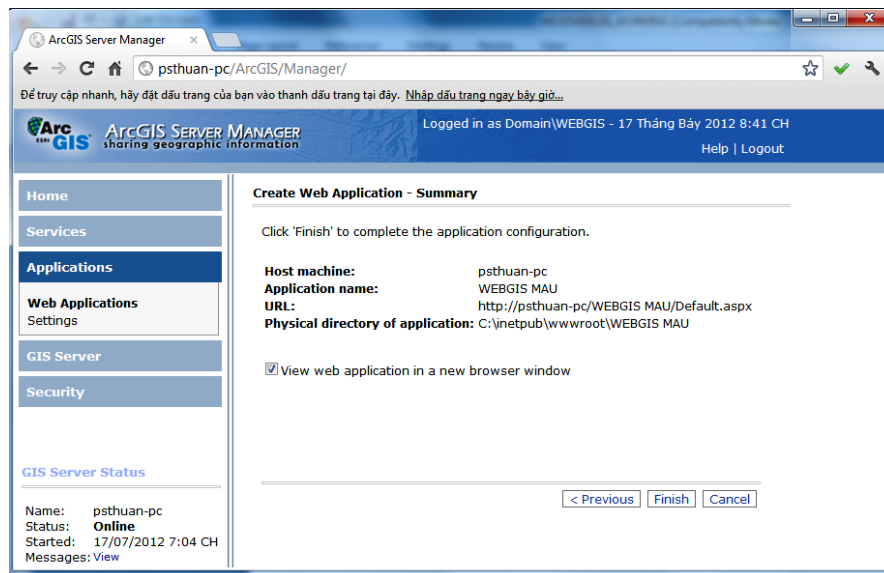 ArcGIS Server Manager
psthuan-pc/ArcGIS/Manager/
Để truy cập nhanh, hãy đặt dấu trang của bạn vào thanh dấu trang tại đây. Nhập dấu trang ngay bây giờ...
ArcGIS ESRI
ArcGIS Server Manager
sharing geographic information
Logged in as Domain\WEBGIS - 17 Tháng Bảy 2012 8:41 CH
Help | Logout
Home
Services
Applications
Web Applications
Settings
GIS Server
Security
GIS Server Status
Name: psthuan-pc
Status: Online
Started: 17/07/2012 7:04 CH
Messages: View
Create Web Application - Summary
Click 'Finish' to complete the application configuration.
Host machine: psthuan-pc
Application name: WEBGIS MAU
URL: http://psthuan-pc/WEBGIS MAU/Default.aspx
Physical directory of application: C:\inetpub\wwwroot\WEBGIS MAU
View web application in a new browser window
< Previous Finish Cancel